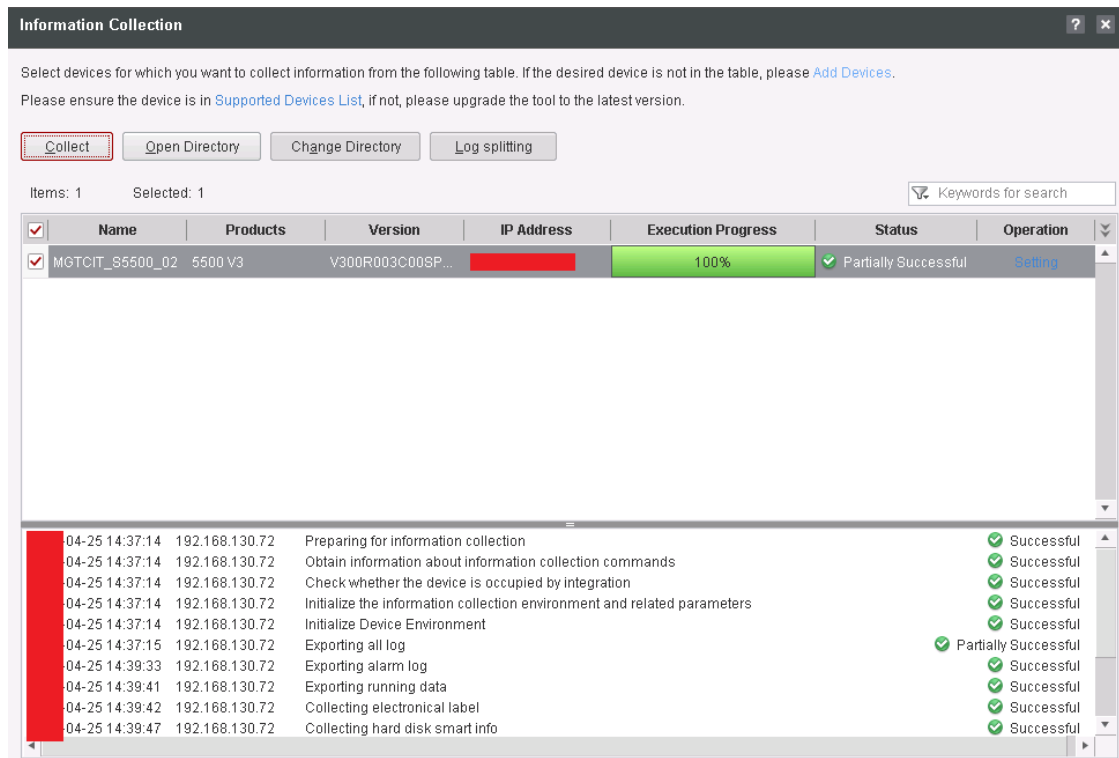 Information Collection ? x
Select devices for which you want to collect information from the following table. If the desired device is not in the table, please Add Devices.
Please ensure the device is in Supported Devices List, if not, please upgrade the tool to the latest version.
Collect Open Directory Change Directory Log splitting
Items: 1 Selected: 1 Keywords for search
Name Products Version IP Address Execution Progress Status Operation
MGTCIT_S5500_02 5500 V3 V300R003C00SP... 100% Partially Successful Setting
-04-25 14:37:14 192.168.130.72 Preparing for information collection Successful
-04-25 14:37:14 192.168.130.72 Obtain information about information collection commands Successful
-04-25 14:37:14 192.168.130.72 Check whether the device is occupied by integration Successful
-04-25 14:37:14 192.168.130.72 Initialize the information collection environment and related parameters Successful
-04-25 14:37:14 192.168.130.72 Initialize Device Environment Successful
-04-25 14:37:15 192.168.130.72 Exporting all log Partially Successful
-04-25 14:39:33 192.168.130.72 Exporting alarm log Successful
-04-25 14:39:41 192.168.130.72 Exporting running data Successful
-04-25 14:39:42 192.168.130.72 Collecting electronical label Successful
-04-25 14:39:47 192.168.130.72 Collecting hard disk smart info Successful